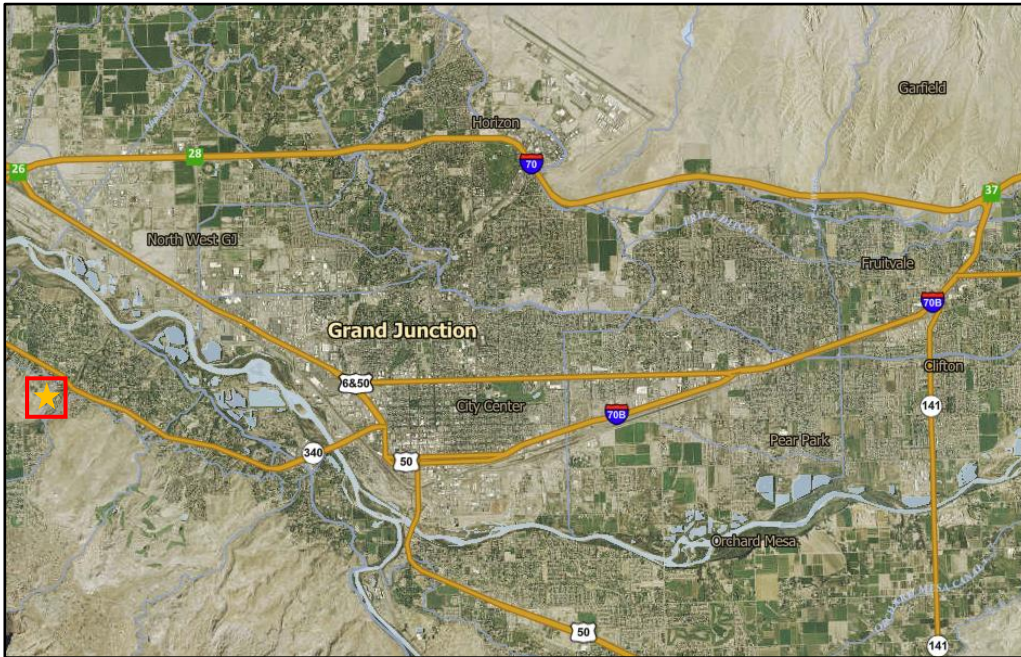 Garfield
Horizon
28
26
70
37
North West GJ
Fruitvale
70B
Grand Junction
Clifton
6&50
City Center
141
70B
Pear Park
340
50
Orchard Mesa
50
141